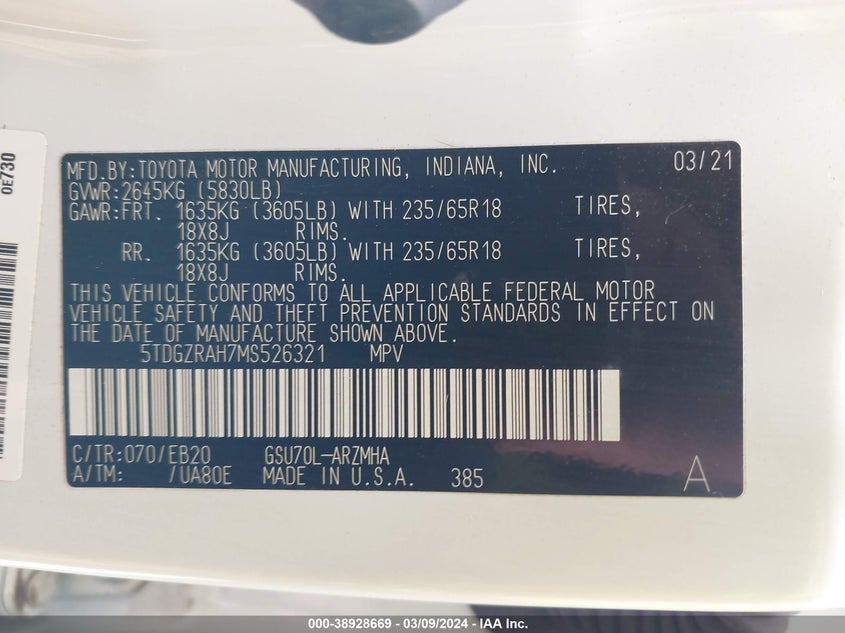 0E730
MFD.BY:TOYOTA MOTOR MANUFACTURING, INDIANA, INC. 03/21
GVWR:2645KG (5830LB)
GAWR:FRT. 1635KG (3605LB) WITH 235/65R18 TIRES,
18X8J RIMS.
RR. 1635KG (3605LB) WITH 235/65R18 TIRES,
18X8J RIMS.
THIS VEHICLE CONFORMS TO ALL APPLICABLE FEDERAL MOTOR
VEHICLE SAFETY AND THEFT PREVENTION STANDARDS IN EFFECT ON
THE DATE OF MANUFACTURE SHOWN ABOVE.
5TDGZRAH7MS526321 MPV
C/TR:070/EB20 GSU70L-ARZMHA
A/TM: /UA80E MADE IN U.S.A. 385 A
000-38928669 - 03/09/2024 - IAA Inc.